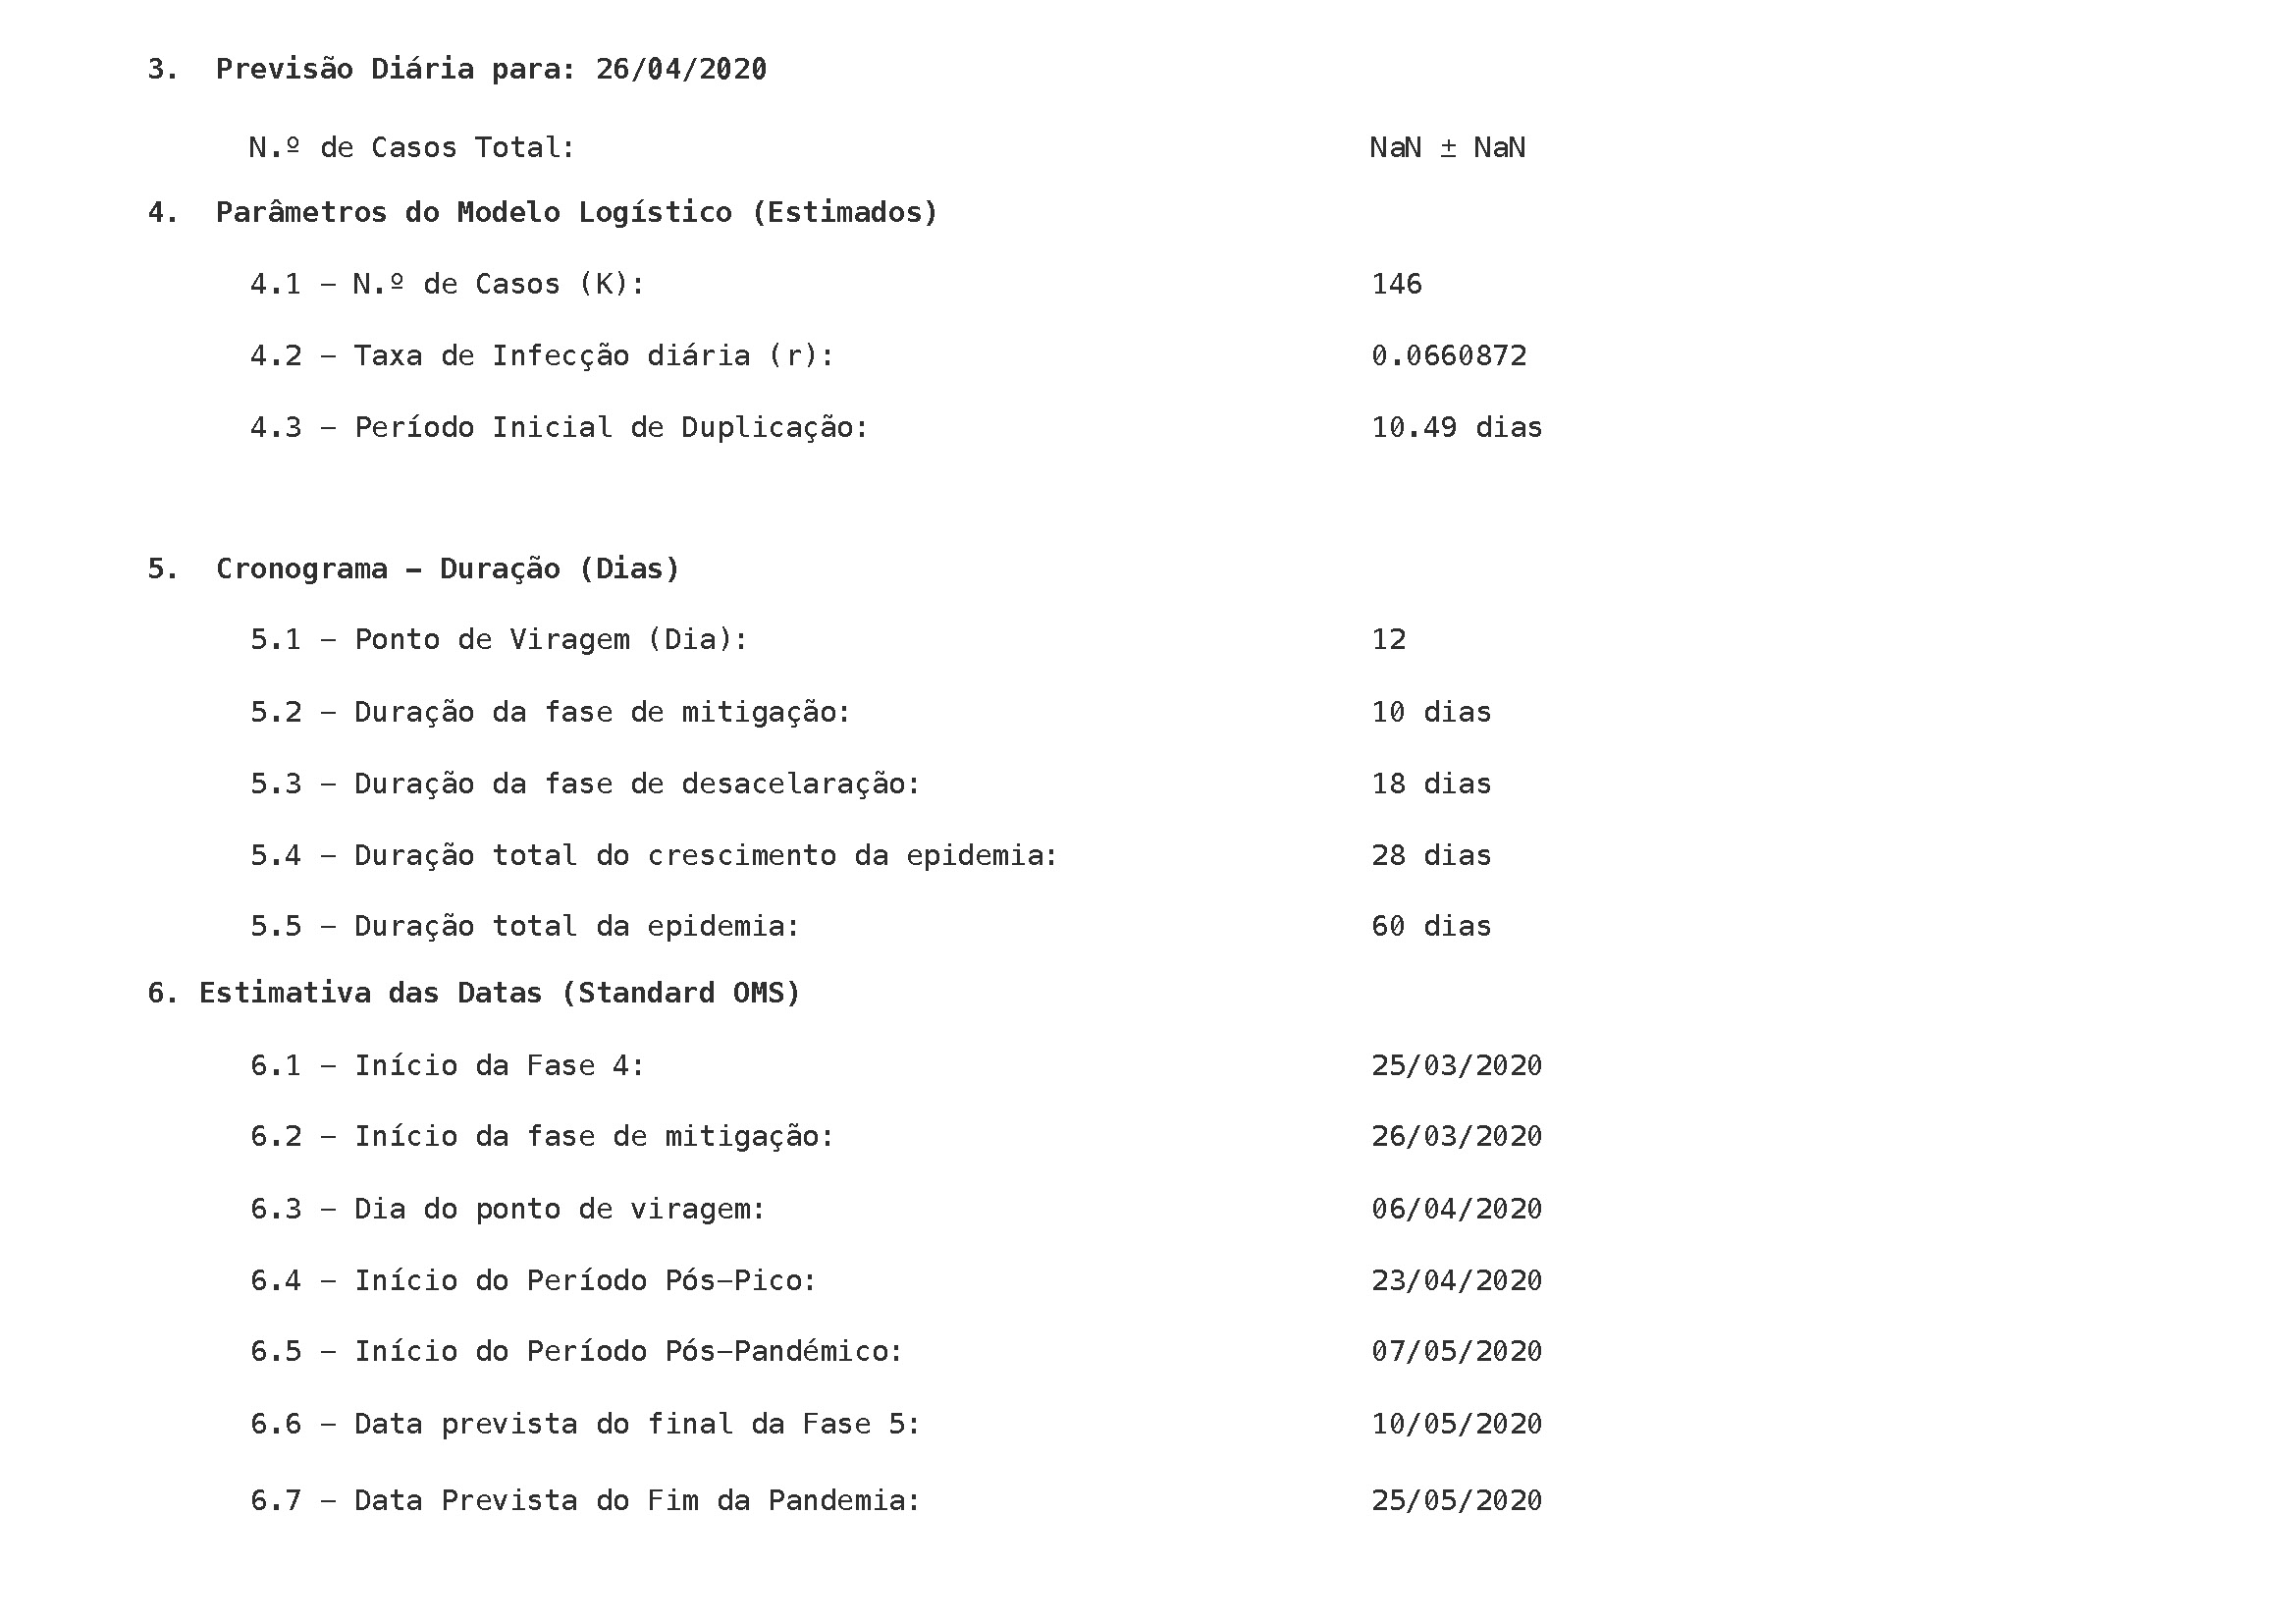 3. Previsão Diária para: 26/04/2020
N.º de Casos Total: NaN ± NaN
4. Parâmetros do Modelo Logístico (Estimados)
4.1 – N.º de Casos (K): 146
4.2 – Taxa de Infecção diária (r): 0.0660872
4.3 – Período Inicial de Duplicação: 10.49 dias
5. Cronograma – Duração (Dias)
5.1 – Ponto de Viragem (Dia): 12
5.2 – Duração da fase de mitigação: 10 dias
5.3 – Duração da fase de desacelaração: 18 dias
5.4 – Duração total do crescimento da epidemia: 28 dias
5.5 – Duração total da epidemia: 60 dias
6. Estimativa das Datas (Standard OMS)
6.1 – Início da Fase 4: 25/03/2020
6.2 – Início da fase de mitigação: 26/03/2020
6.3 – Dia do ponto de viragem: 06/04/2020
6.4 – Início do Período Pós–Pico: 23/04/2020
6.5 – Início do Período Pós–Pandémico: 07/05/2020
6.6 – Data prevista do final da Fase 5: 10/05/2020
6.7 – Data Prevista do Fim da Pandemia: 25/05/2020